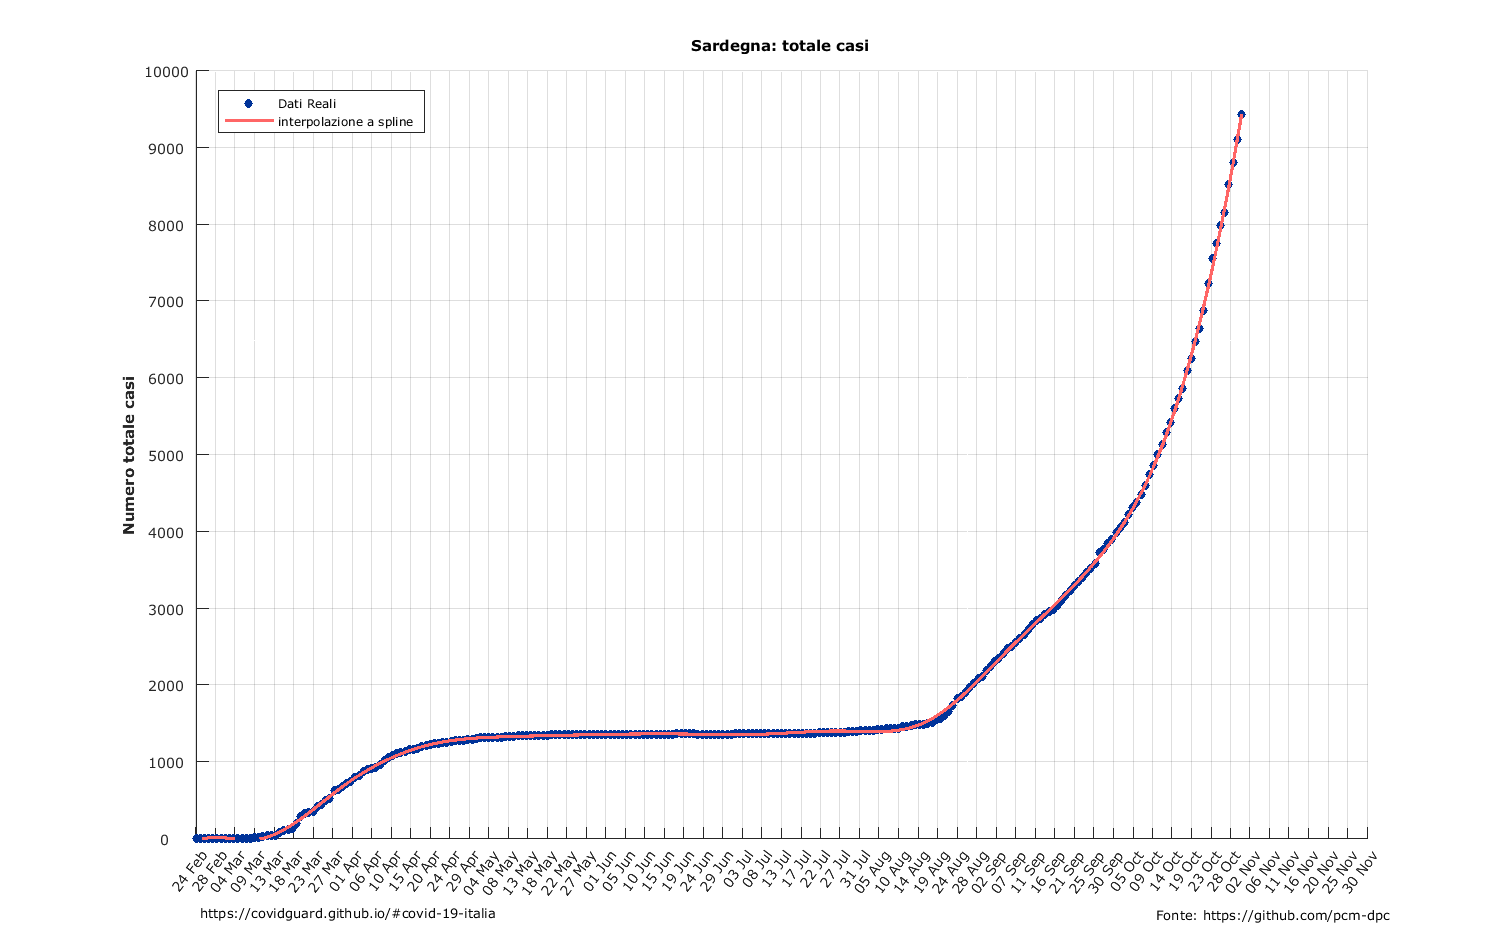 Sardegna: totale casi
10000
9000
8000
7000
6000
5000
4000
3000
2000
1000
0
Numero totale casi
Dati Reali
interpolazione a spline
24 Feb
28 Feb
04 Mar
09 Mar
13 Mar
18 Mar
23 Mar
27 Mar
01 Apr
06 Apr
10 Apr
15 Apr
20 Apr
24 Apr
29 Apr
04 May
08 May
13 May
18 May
22 May
27 May
01 Jun
05 Jun
10 Jun
15 Jun
19 Jun
24 Jun
29 Jun
03 Jul
08 Jul
13 Jul
17 Jul
22 Jul
27 Jul
31 Jul
05 Aug
10 Aug
14 Aug
19 Aug
24 Aug
28 Aug
02 Sep
07 Sep
11 Sep
16 Sep
21 Sep
25 Sep
30 Sep
05 Oct
09 Oct
14 Oct
19 Oct
23 Oct
28 Oct
02 Nov
06 Nov
11 Nov
16 Nov
20 Nov
25 Nov
30 Nov
https://covidguard.github.io/#covid-19-italia
Fonte: https://github.com/pcm-dpc